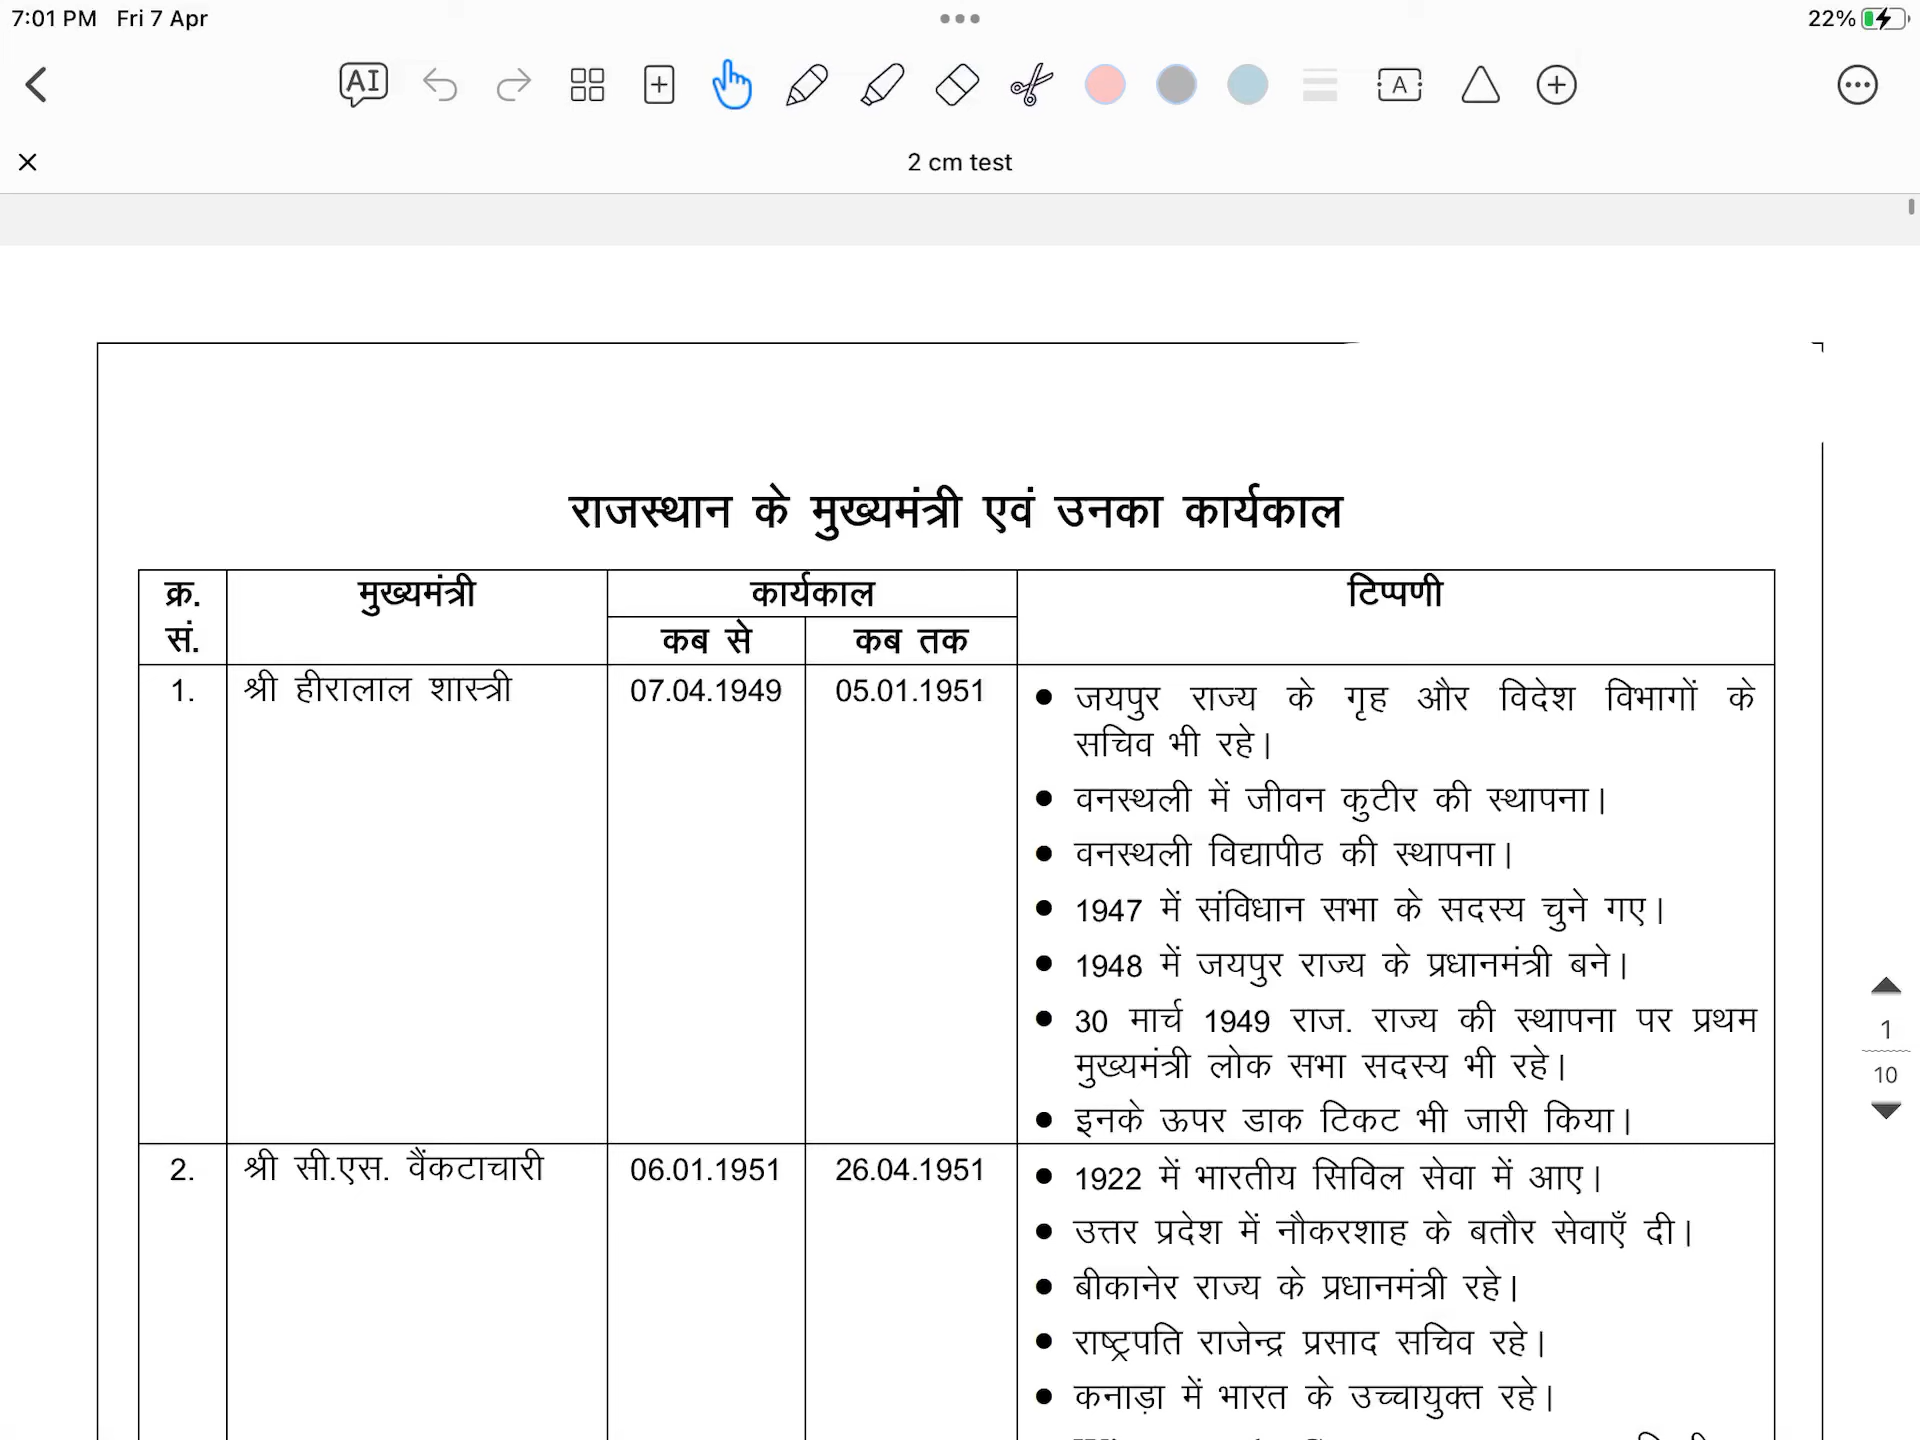 7:01 PM Fri 7 Apr
22%
AI
A
2 cm test
राजस्थान के मुख्यमंत्री एवं उनका कार्यकाल
क्र. सं.
मुख्यमंत्री
कार्यकाल
टिप्पणी
कब से
कब तक
1.
श्री हीरालाल शास्त्री
07.04.1949
05.01.1951
● जयपुर राज्य के गृह और विदेश विभागों के
सचिव भी रहे।
● वनस्थली में जीवन कुटीर की स्थापना।
● वनस्थली विद्यापीठ की स्थापना।
● 1947 में संविधान सभा के सदस्य चुने गए।
● 1948 में जयपुर राज्य के प्रधानमंत्री बने।
● 30 मार्च 1949 राज. राज्य की स्थापना पर प्रथम
मुख्यमंत्री लोक सभा सदस्य भी रहे।
● इनके ऊपर डाक टिकट भी जारी किया।
2.
श्री सी.एस. वैंकटाचारी
06.01.1951
26.04.1951
● 1922 में भारतीय सिविल सेवा में आए।
● उत्तर प्रदेश में नौकरशाह के बतौर सेवाएँ दी।
● बीकानेर राज्य के प्रधानमंत्री रहे।
● राष्ट्रपति राजेन्द्र प्रसाद सचिव रहे।
● कनाड़ा में भारत के उच्चायुक्त रहे।
1
10